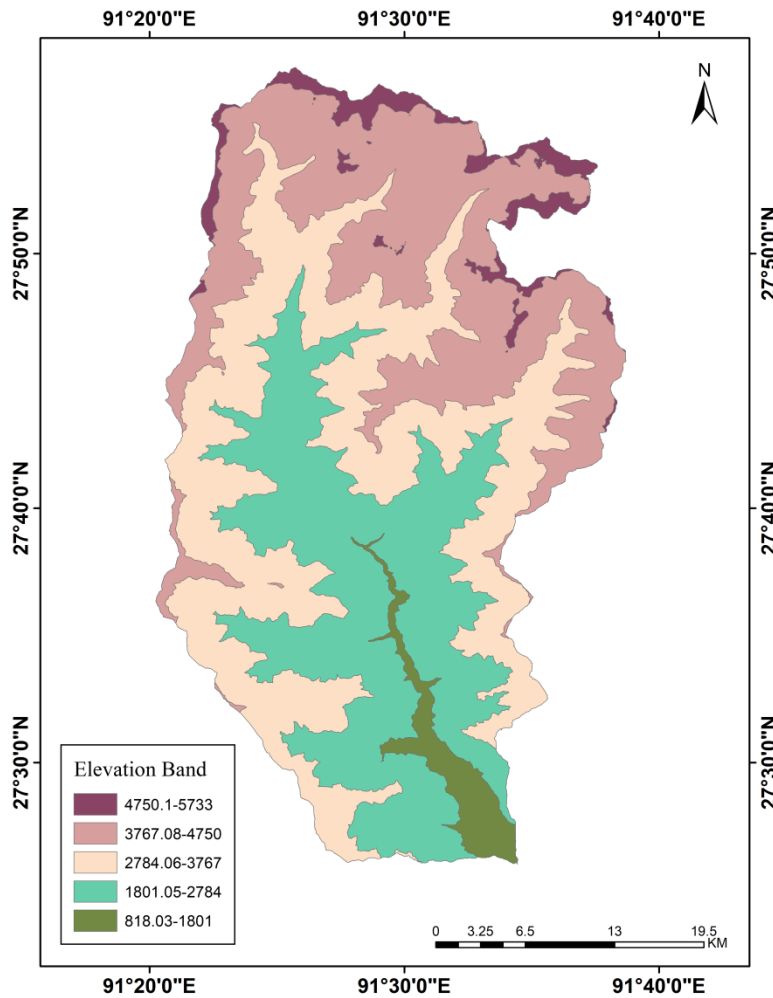 91°20'0"E 91°30'0"E 91°40'0"E
N
27°50'0"N 27°50'0"N
27°40'0"N 27°40'0"N
27°30'0"N 27°30'0"N
Elevation Band
4750.1-5733
3767.08-4750
2784.06-3767
1801.05-2784
818.03-1801
0 3.25 6.5 13 19.5
KM
91°20'0"E 91°30'0"E 91°40'0"E